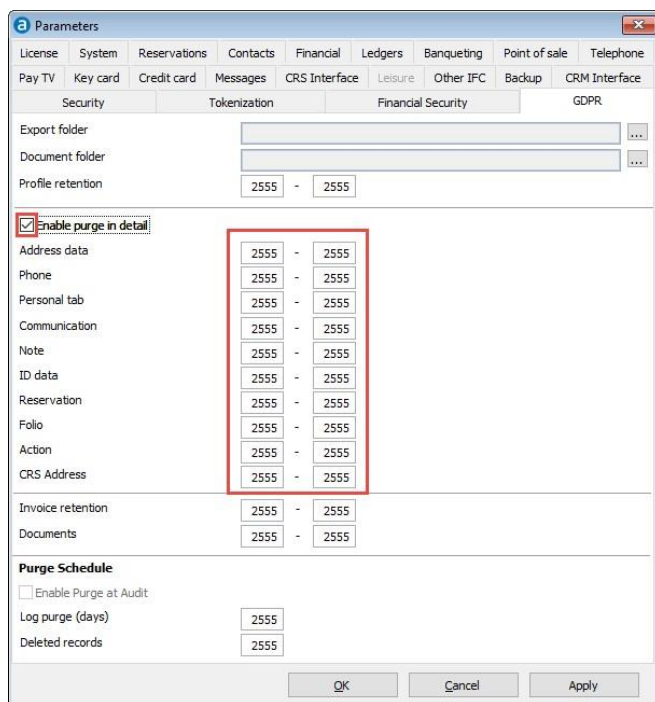 a Parameters
License System Reservations Contacts Financial Ledgers Banqueting Point of sale Telephone
Pay TV Key card Credit card Messages CRS Interface Leisure Other IFC Backup CRM Interface
Security Tokenization Financial Security GDPR
Export folder ...
Document folder ...
Profile retention 2555 - 2555
Enable purge in detail
Address data 2555 - 2555
Phone 2555 - 2555
Personal tab 2555 - 2555
Communication 2555 - 2555
Note 2555 - 2555
ID data 2555 - 2555
Reservation 2555 - 2555
Folio 2555 - 2555
Action 2555 - 2555
CRS Address 2555 - 2555
Invoice retention 2555 - 2555
Documents 2555 - 2555
Purge Schedule
Enable Purge at Audit
Log purge (days) 2555
Deleted records 2555
OK Cancel Apply